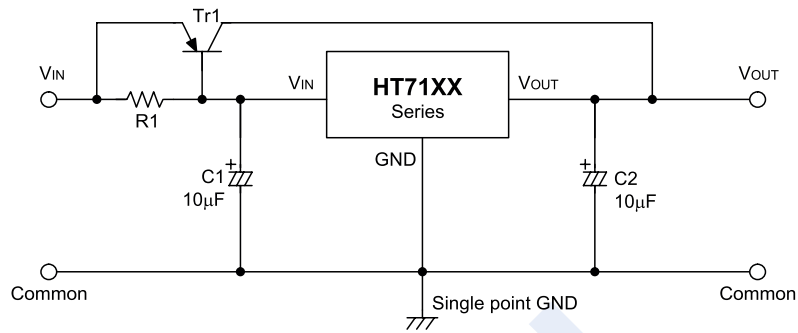 Tr1
VIN
R1
VIN
HT71XX
Series
VOUT
VOUT
GND
+
C1
10μF
+
C2
10μF
Common
Single point GND
Common